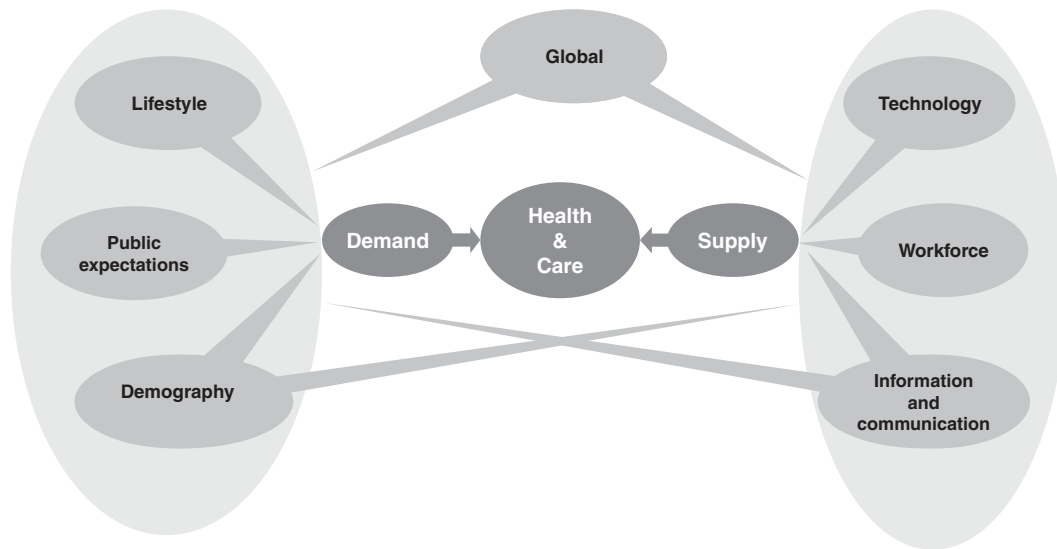 Global
Lifestyle
Technology
Public
expectations
Demand
Health
&
Care
Supply
Workforce
Demography
Information
and
communication